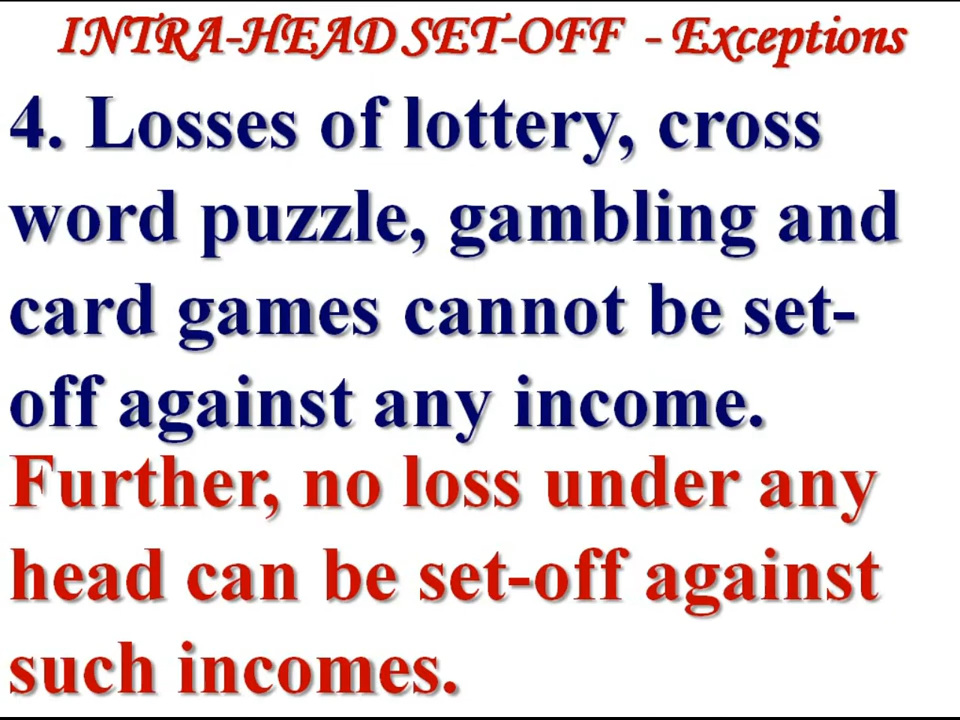 INTRA-HEAD SET-OFF - Exceptions
4. Losses of lottery, cross
word puzzle, gambling and
card games cannot be set-
off against any income.
Further, no loss under any
head can be set-off against
such incomes.